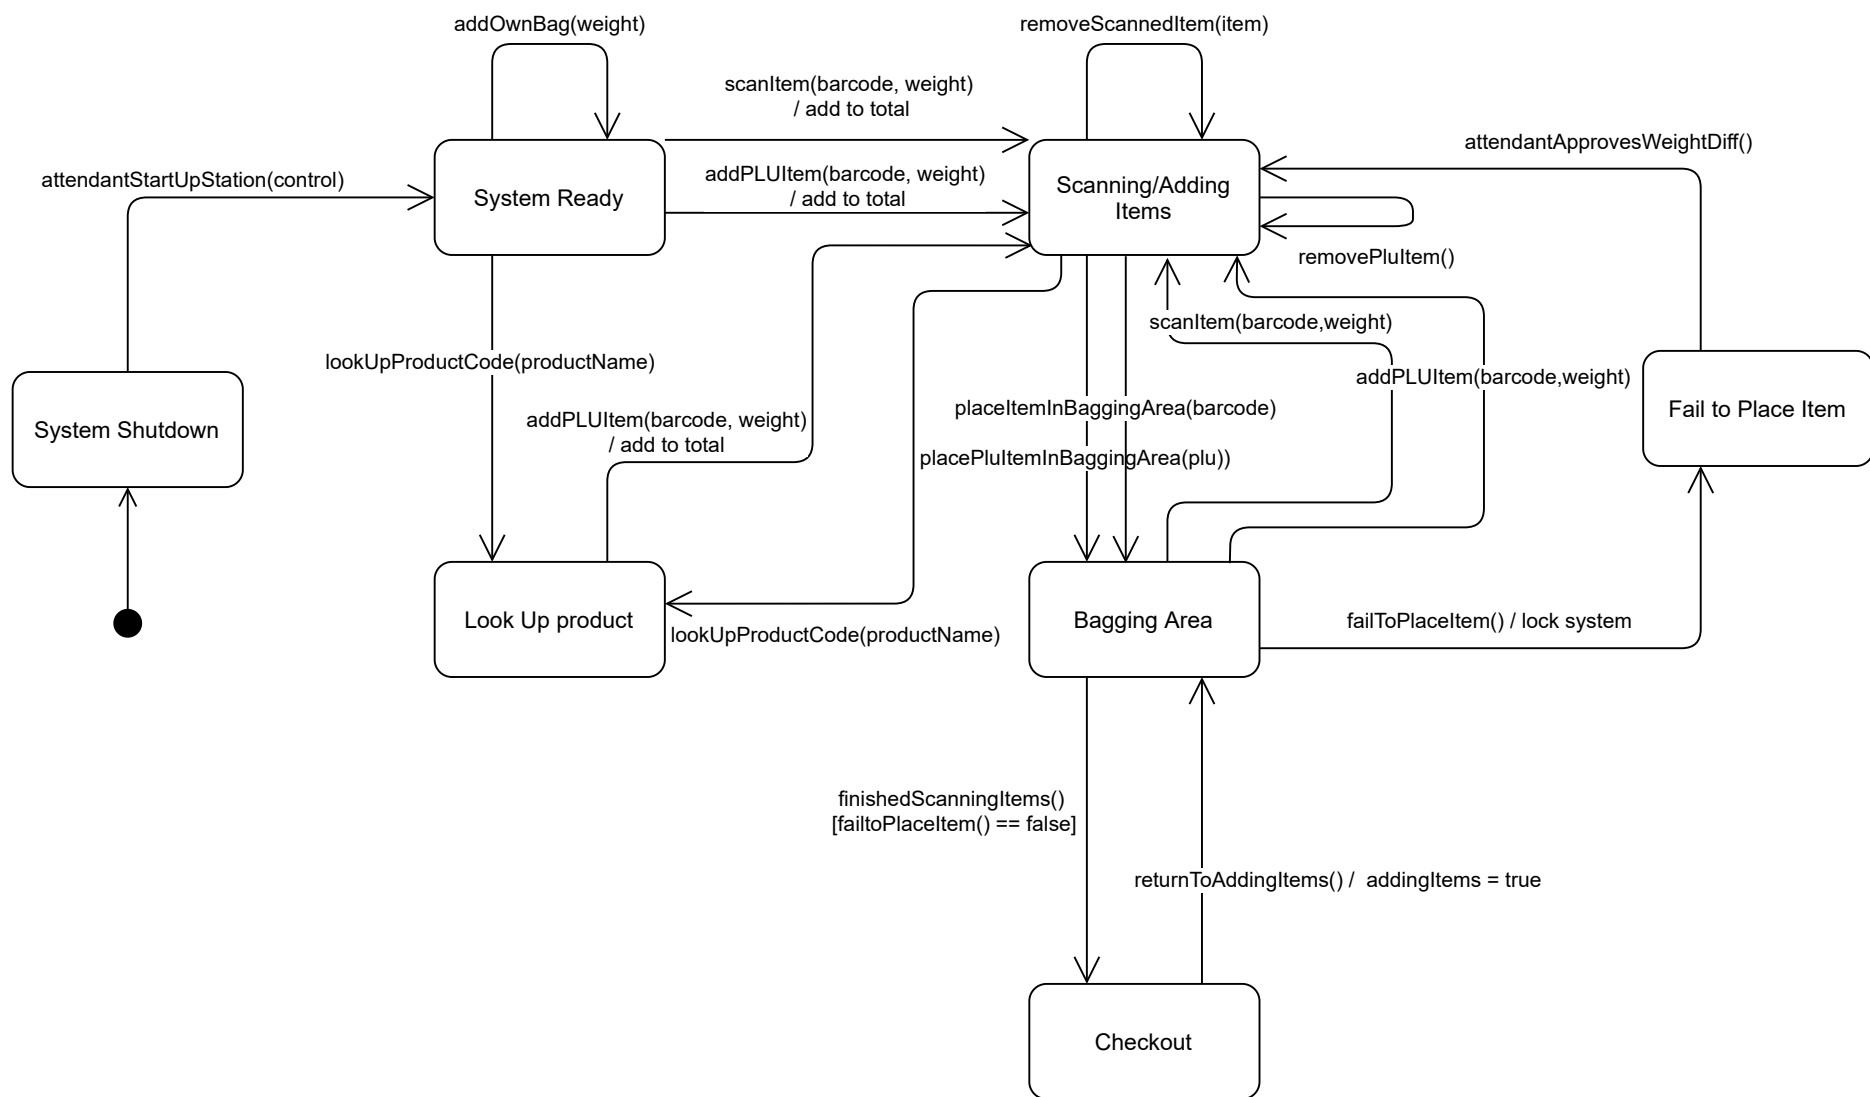 addOwnBag(weight)
removeScannedItem(item)
scanItem(barcode, weight)
/ add to total
attendantApprovesWeightDiff()
attendantStartUpStation(control)
addPLUItem(barcode, weight)
/ add to total
System Ready
Scanning/Adding
Items
removePluItem()
scanItem(barcode,weight)
lookUpProductCode(productName)
addPLUItem(barcode,weight)
System Shutdown
addPLUItem(barcode, weight)
/ add to total
placeItemInBaggingArea(barcode)
Fail to Place Item
placePluItemInBaggingArea(plu))
Look Up product
lookUpProductCode(productName)
Bagging Area
failToPlaceItem() / lock system
finishedScanningItems()
[failtoPlaceItem() == false]
returnToAddingItems() /  addingItems = true
Checkout